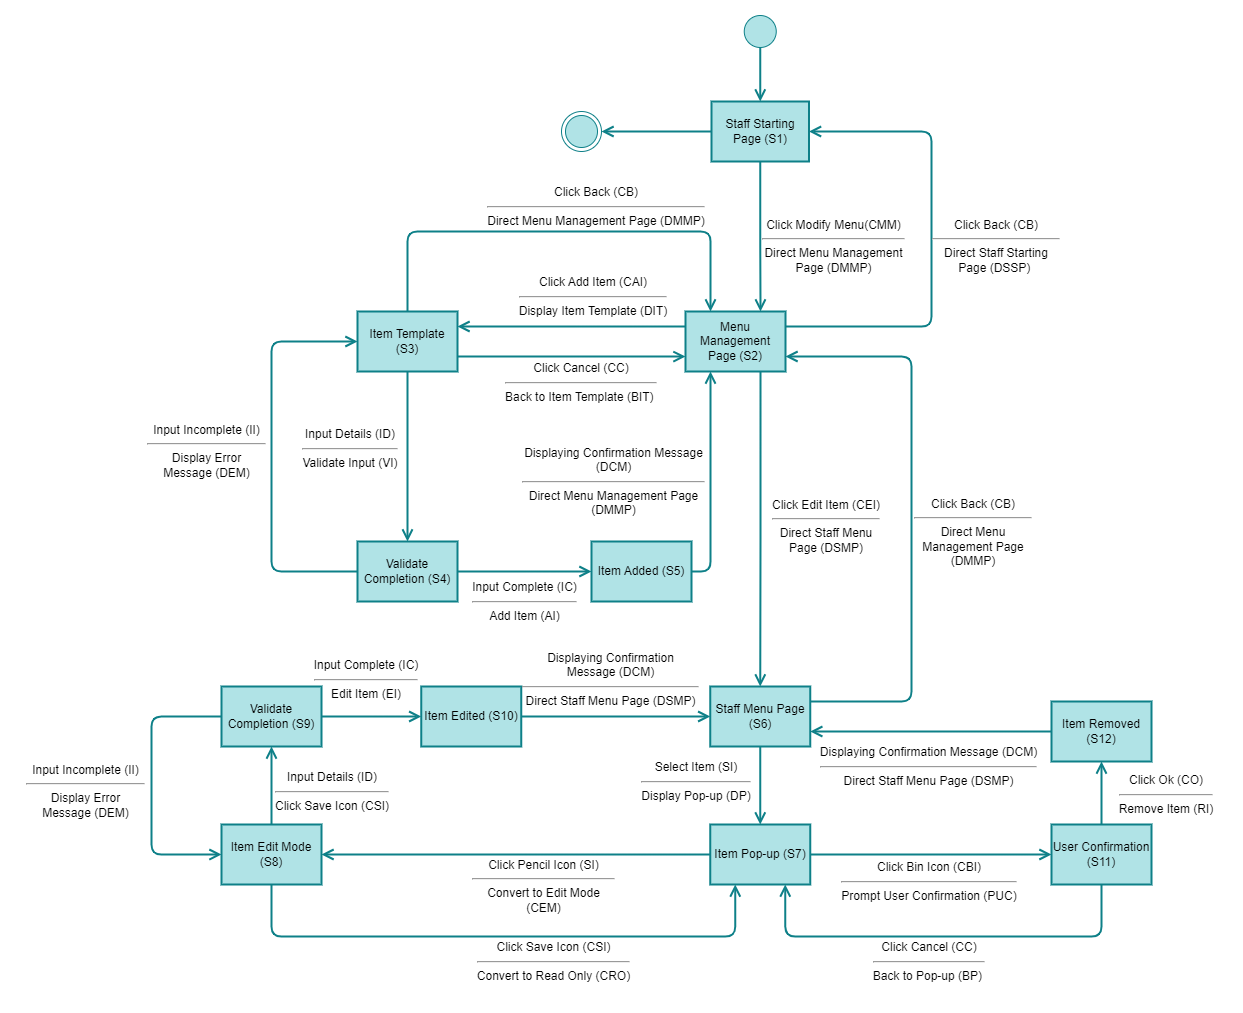 Staff Starting
Page (S1)
Click Back (CB)
Direct Menu Management Page (DMMP)
Click Modify Menu(CMM)
Direct Menu Management
Page (DMMP)
Click Back (CB)
Direct Staff Starting
Page (DSSP)
Click Add Item (CAI)
Display Item Template (DIT)
Item Template
(S3)
Menu
Management
Page (S2)
Click Cancel (CC)
Back to Item Template (BIT)
Input Incomplete (II)
Display Error
Message (DEM)
Input Details (ID)
Validate Input (VI)
Displaying Confirmation Message
(DCM)
Direct Menu Management Page
(DMMP)
Click Edit Item (CEI)
Direct Staff Menu
Page (DSMP)
Click Back (CB)
Direct Menu
Management Page
(DMMP)
Validate
Completion (S4)
Input Complete (IC)
Add Item (AI)
Item Added (S5)
Input Complete (IC)
Edit Item (EI)
Displaying Confirmation
Message (DCM)
Direct Staff Menu Page (DSMP)
Validate
Completion (S9)
Item Edited (S10)
Staff Menu Page
(S6)
Item Removed
(S12)
Displaying Confirmation Message (DCM)
Direct Staff Menu Page (DSMP)
Input Incomplete (II)
Display Error
Message (DEM)
Input Details (ID)
Click Save Icon (CSI)
Select Item (SI)
Display Pop-up (DP)
Click Ok (CO)
Remove Item (RI)
Item Edit Mode
(S8)
Click Pencil Icon (SI)
Convert to Edit Mode
(CEM)
Item Pop-up (S7)
Click Bin Icon (CBI)
Prompt User Confirmation (PUC)
User Confirmation
(S11)
Click Save Icon (CSI)
Convert to Read Only (CRO)
Click Cancel (CC)
Back to Pop-up (BP)